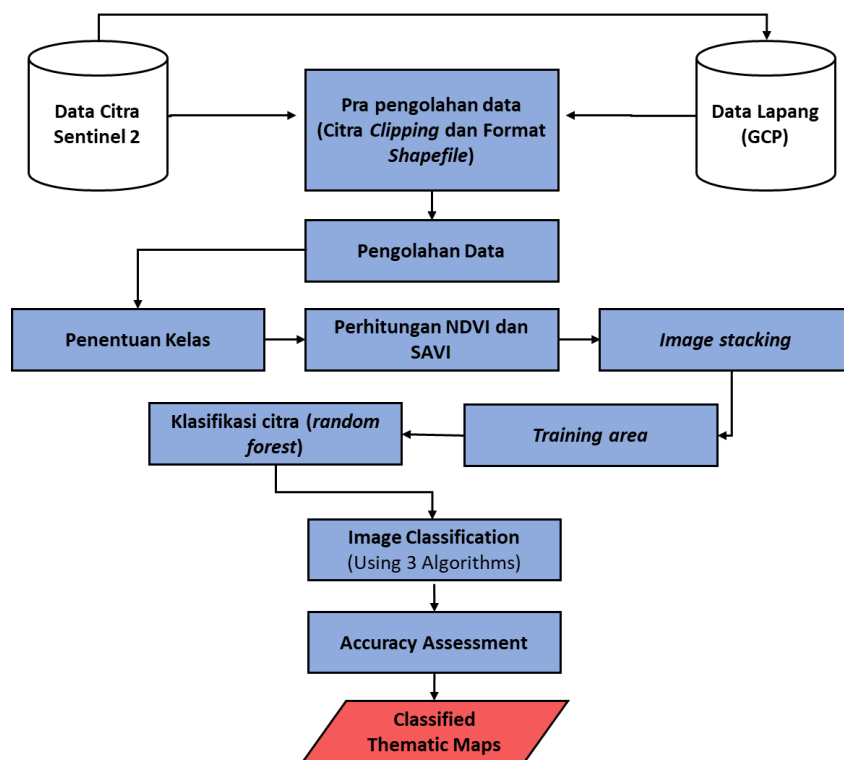 Data Citra
Sentinel 2
Pra pengolahan data
(Citra Clipping dan Format
Shapefile)
Data Lapang
(GCP)
Pengolahan Data
Penentuan Kelas
Perhitungan NDVI dan
SAVI
Image stacking
Klasifikasi citra (random
forest)
Training area
Image Classification
(Using 3 Algorithms)
Accuracy Assessment
Classified
Thematic Maps